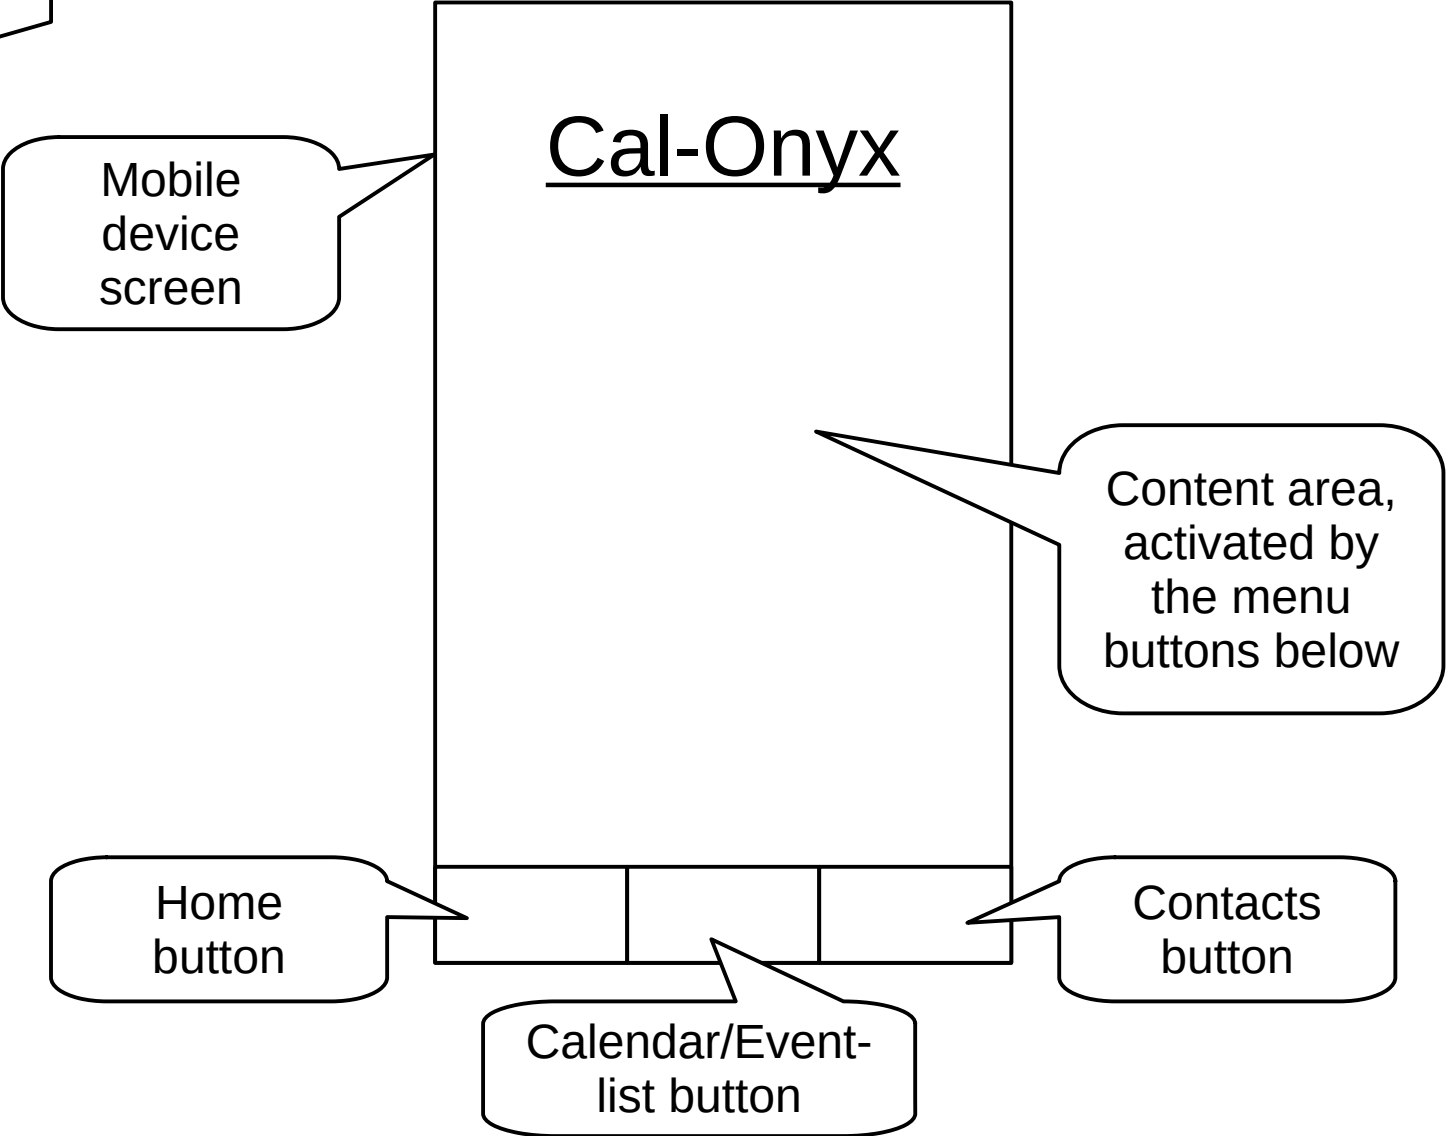 Cal-Onyx
Mobile
device
screen
Content area,
activated by
the menu
buttons below
Home
button
Contacts
button
Calendar/Event-
list button